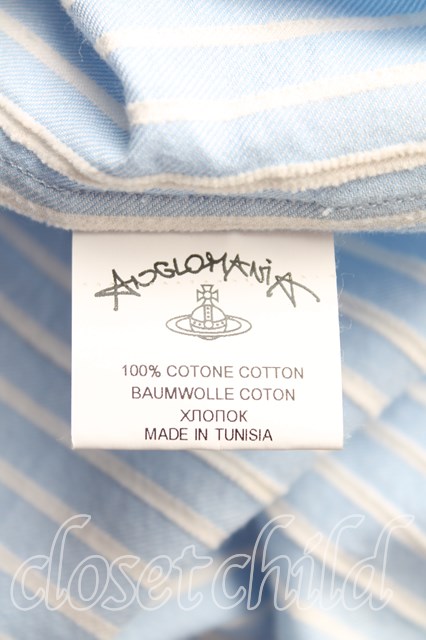 AnGLOMANiA
100% COTONE COTTON
BAUMWOLLE COTON
ХЛОПОК
MADE IN TUNISIA
closet child